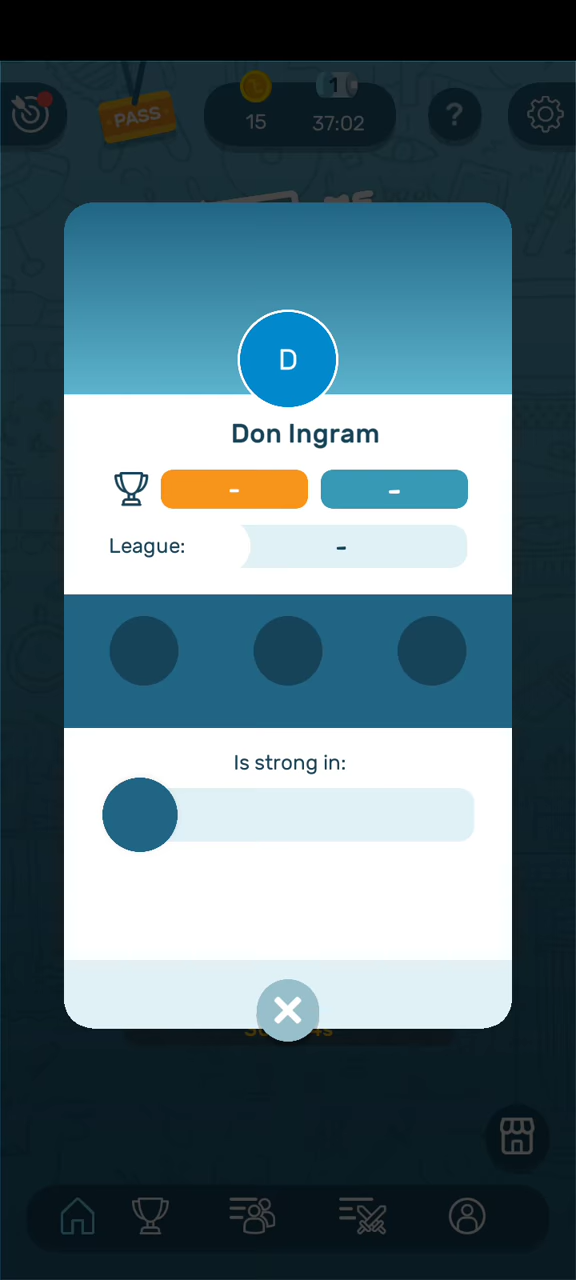 1
PASS
15
37:02
?
D
Don Ingram
- -
League: -
Is strong in: